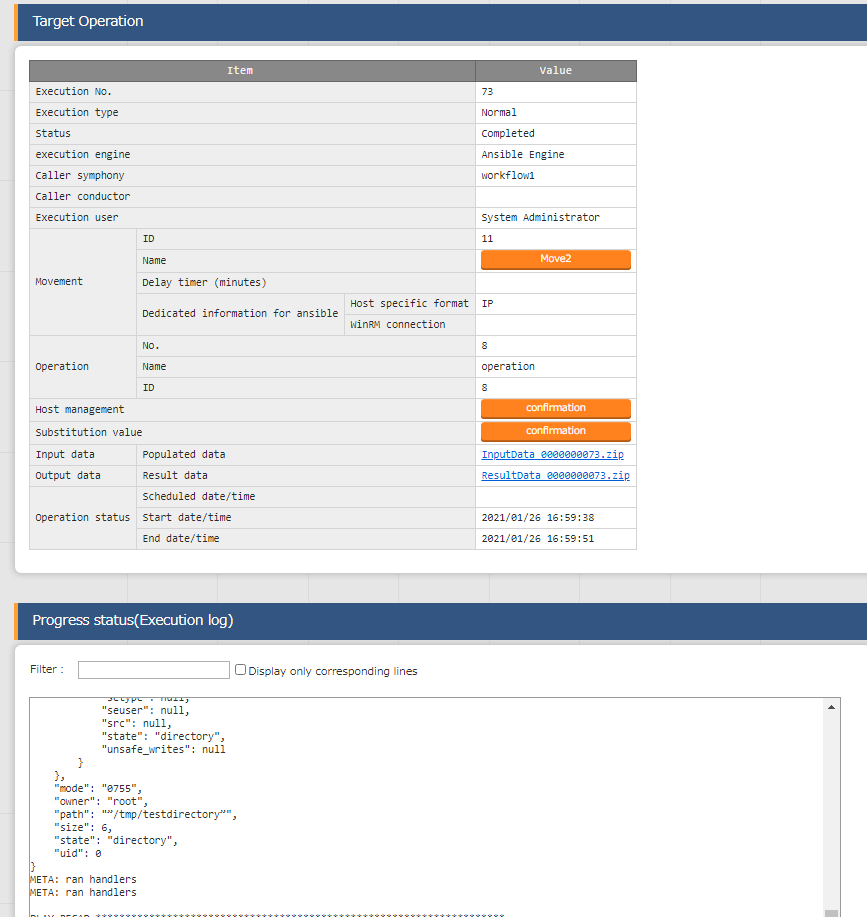 Target Operation
Item Value
Execution No. 73
Execution type Normal
Status Completed
execution engine Ansible Engine
Caller symphony workflow1
Caller conductor
Execution user System Administrator
Movement
ID 11
Name Move2
Delay timer (minutes)
Dedicated information for ansible
Host specific format IP
WinRM connection
Operation
No. 8
Name operation
ID 8
Host management confirmation
Substitution value confirmation
Input data Populated data InputData_0000000073.zip
Output data Result data ResultData_0000000073.zip
Operation status
Scheduled date/time
Start date/time 2021/01/26 16:59:38
End date/time 2021/01/26 16:59:51
Progress status(Execution log)
Filter :
Display only corresponding lines
"setype": null,
"seuser": null,
"src": null,
"state": "directory",
"unsafe_writes": null
}
},
"mode": "0755",
"owner": "root",
"path": "”/tmp/testdirectory”",
"size": 6,
"state": "directory",
"uid": 0
}
META: ran handlers
META: ran handlers
PLAY RECAP *********************************************************************